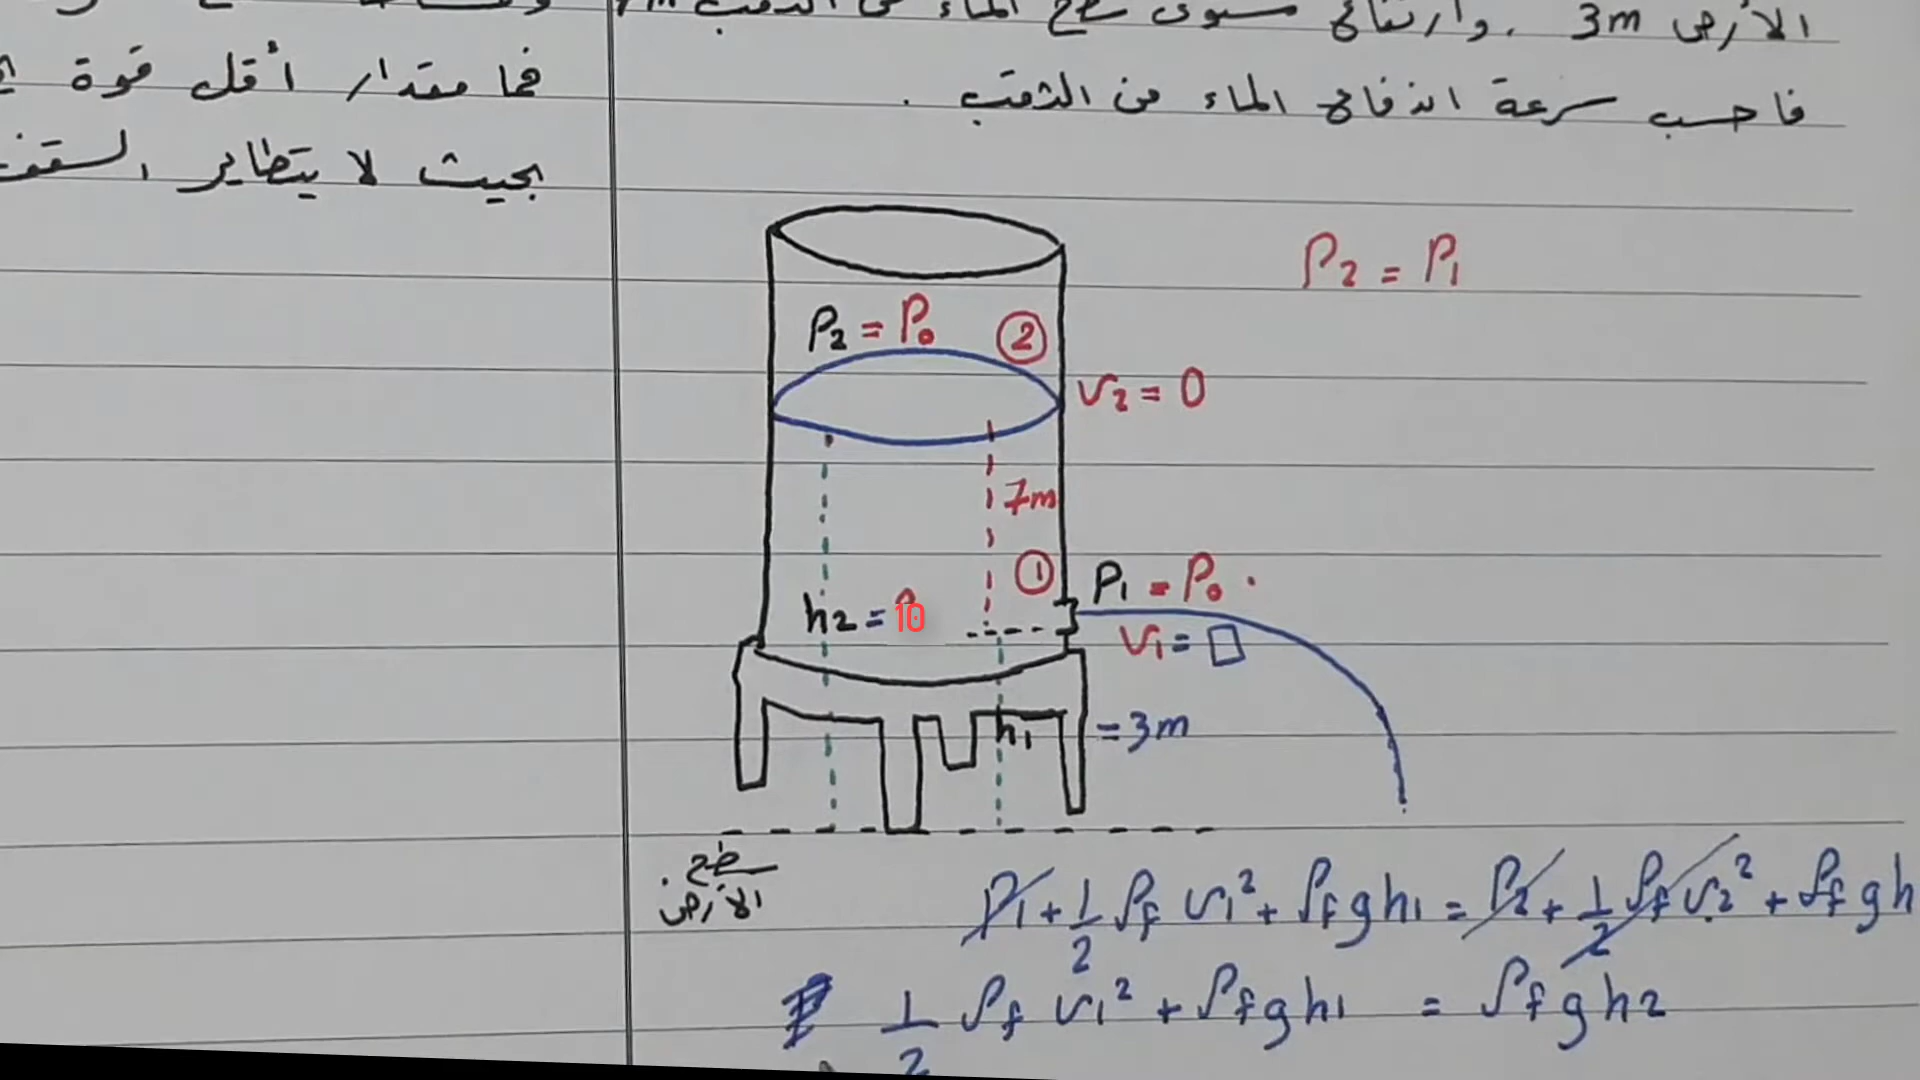 الأرض 3m . وارتفاع مستوى سطح الماء عن الثقب 7m
فاحسب سرعة اندفاع الماء من الثقب .
فما مقدار أقل قوة
بحيث لا يتطاير السقف
P2 = P1
P2 = P0 ②
v2 = 0
7m
① P1 = P0 .
h2 = 10
v1 = □
h1 = 3m
سطح
الأرض
P1 + 1/2 ρf v1² + ρf g h1 = P2 + 1/2 ρf v2² + ρf g h
1/2 ρf v1² + ρf g h1 = ρf g h2